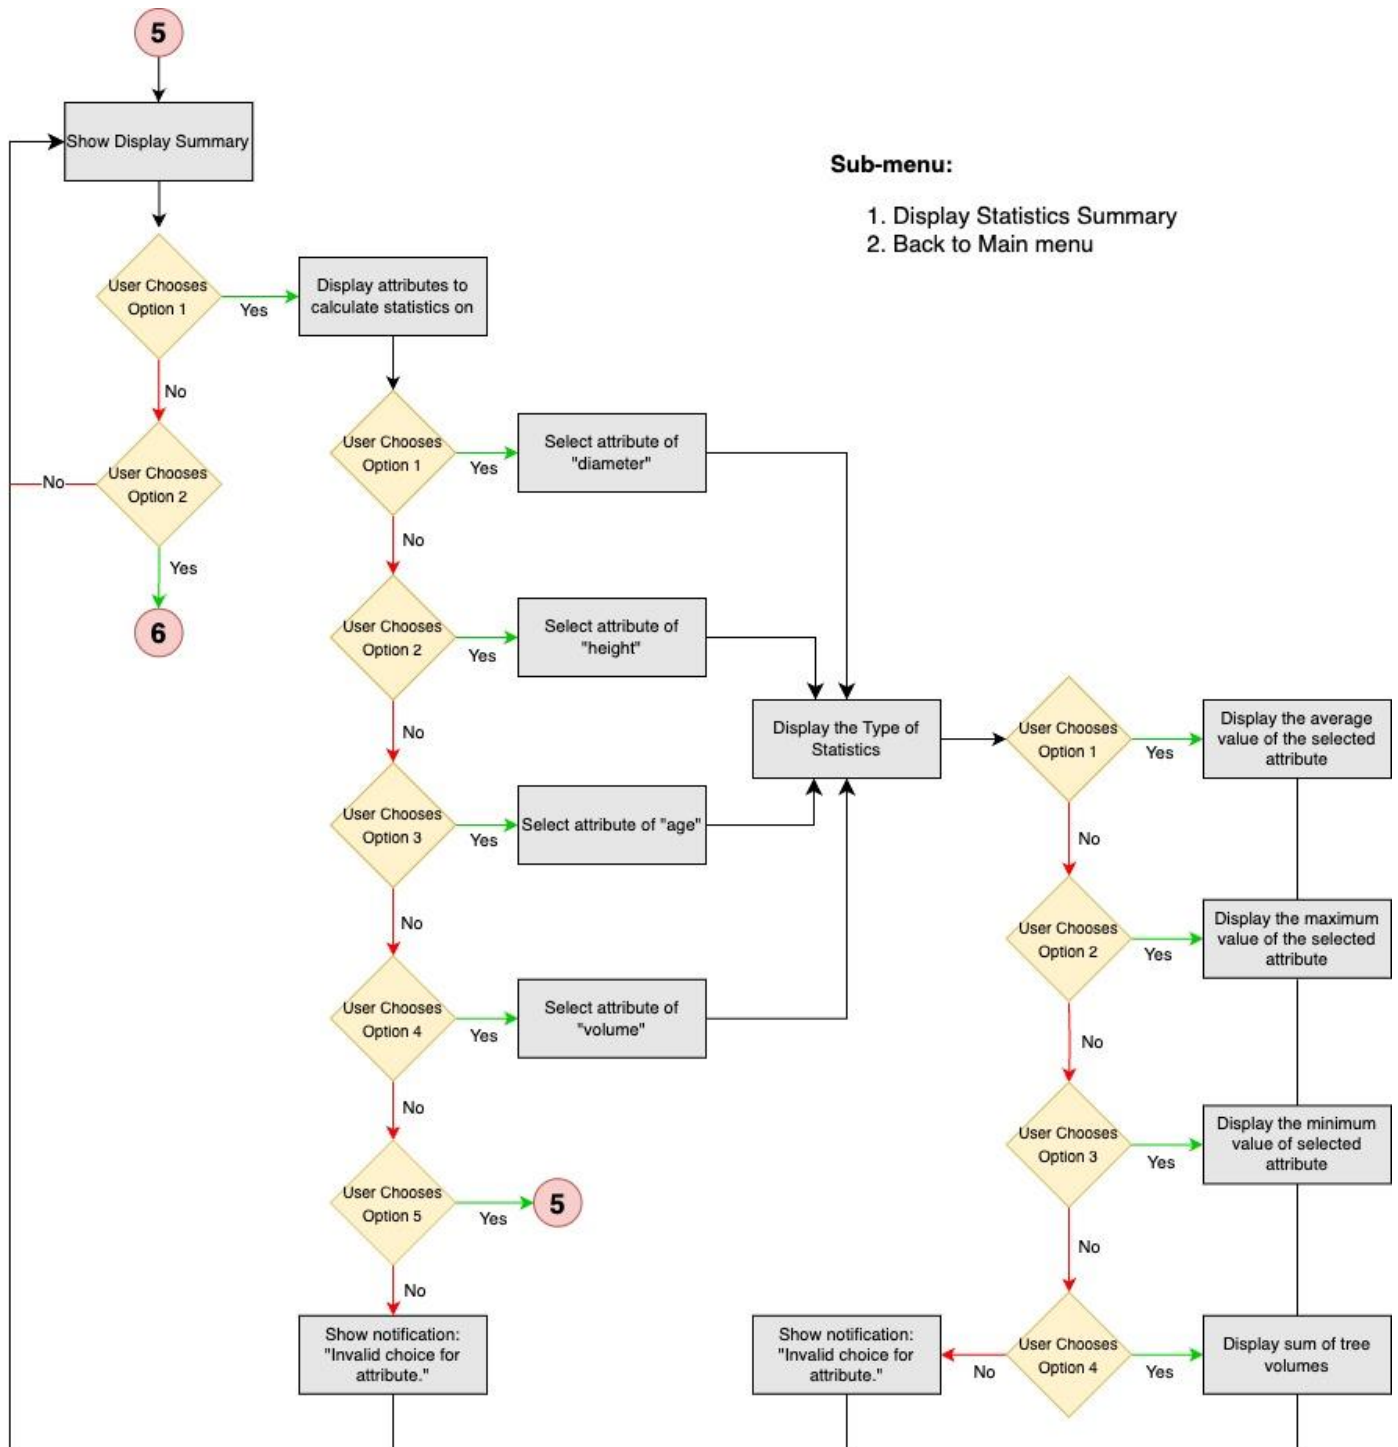 5
Show Display Summary
Sub-menu:
1. Display Statistics Summary
2. Back to Main menu
User Chooses
Option 1
Yes
Display attributes to
calculate statistics on
No
User Chooses
Option 2
No
Yes
6
User Chooses
Option 1
Yes
Select attribute of
"diameter"
No
User Chooses
Option 2
Yes
Select attribute of
"height"
No
User Chooses
Option 3
Yes
Select attribute of "age"
No
User Chooses
Option 4
Yes
Select attribute of
"volume"
No
User Chooses
Option 5
Yes
5
No
Show notification:
"Invalid choice for
attribute."
Display the Type of
Statistics
User Chooses
Option 1
Yes
Display the average
value of the selected
attribute
No
User Chooses
Option 2
Yes
Display the maximum
value of the selected
attribute
No
User Chooses
Option 3
Yes
Display the minimum
value of selected
attribute
No
User Chooses
Option 4
Yes
Display sum of tree
volumes
No
Show notification:
"Invalid choice for
attribute."